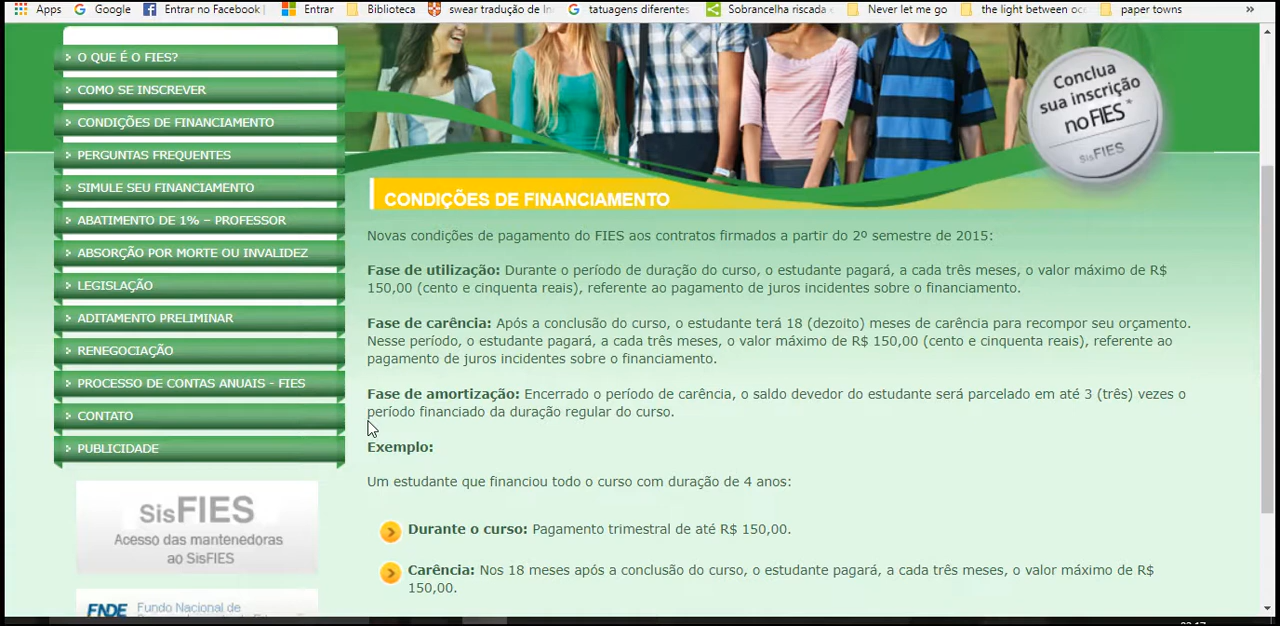 Apps Google Entrar no Facebook Entrar Biblioteca swear tradução de In tatuagens diferentes Sobrancelha riscada Never let me go the light between oc paper towns »
O QUE É O FIES?
COMO SE INSCREVER
CONDIÇÕES DE FINANCIAMENTO
PERGUNTAS FREQUENTES
SIMULE SEU FINANCIAMENTO
ABATIMENTO DE 1% – PROFESSOR
ABSORÇÃO POR MORTE OU INVALIDEZ
LEGISLAÇÃO
ADITAMENTO PRELIMINAR
RENEGOCIAÇÃO
PROCESSO DE CONTAS ANUAIS - FIES
CONTATO
PUBLICIDADE
SisFIES
Acesso das mantenedoras
ao SisFIES
FNDE Fundo Nacional de
Conclua
sua inscrição
no FIES *
SisFIES
CONDIÇÕES DE FINANCIAMENTO
Novas condições de pagamento do FIES aos contratos firmados a partir do 2º semestre de 2015:
Fase de utilização: Durante o período de duração do curso, o estudante pagará, a cada três meses, o valor máximo de R$
150,00 (cento e cinquenta reais), referente ao pagamento de juros incidentes sobre o financiamento.
Fase de carência: Após a conclusão do curso, o estudante terá 18 (dezoito) meses de carência para recompor seu orçamento.
Nesse período, o estudante pagará, a cada três meses, o valor máximo de R$ 150,00 (cento e cinquenta reais), referente ao
pagamento de juros incidentes sobre o financiamento.
Fase de amortização: Encerrado o período de carência, o saldo devedor do estudante será parcelado em até 3 (três) vezes o
período financiado da duração regular do curso.
Exemplo:
Um estudante que financiou todo o curso com duração de 4 anos:
Durante o curso: Pagamento trimestral de até R$ 150,00.
Carência: Nos 18 meses após a conclusão do curso, o estudante pagará, a cada três meses, o valor máximo de R$
150,00.